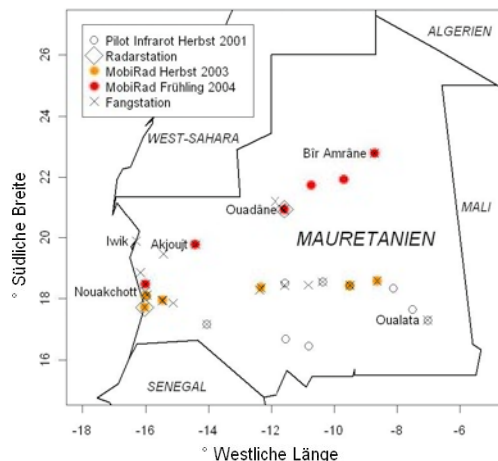 Pilot Infrarot Herbst 2001
Radarstation
MobiRad Herbst 2003
MobiRad Frühling 2004
Fangstation
ALGERIEN
WEST-SAHARA
Bîr Amrâne
Ouadâne
MALI
Iwik
Akjoujt
MAURETANIEN
Nouakchott
Oualata
SENEGAL
° Südliche Breite
26
24
22
20
18
16
-18
-16
-14
-12
-10
-8
-6
° Westliche Länge